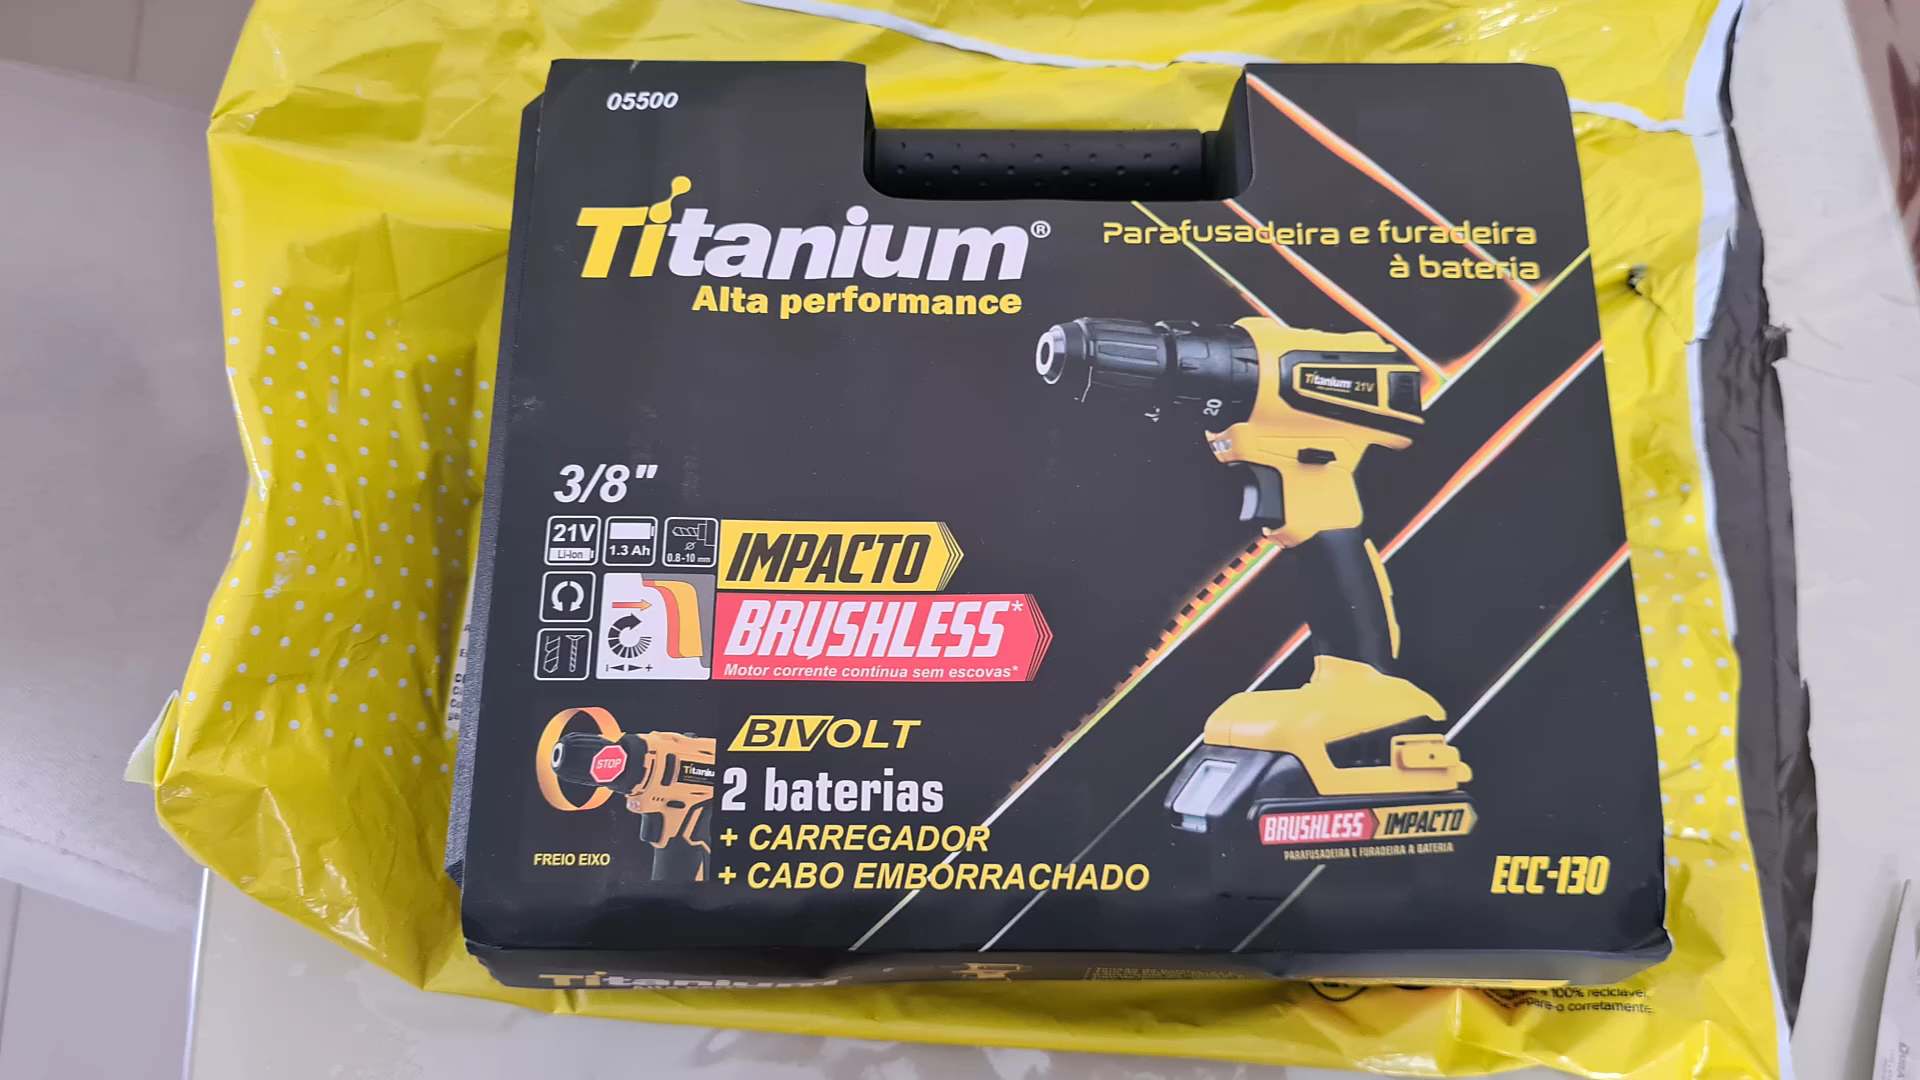 05500
Titanium®
Alta performance
Parafusadeira e furadeira
à bateria
Titanium 21V
20
3/8"
21V
Li-Ion
1.3 Ah
Ø
0.8-10 mm
IMPACTO
BRUSHLESS*
Motor corrente contínua sem escovas*
- +
STOP
Titaniu
FREIO EIXO
BIVOLT
2 baterias
+ CARREGADOR
+ CABO EMBORRACHADO
BRUSHLESS IMPACTO
PARAFUSADEIRA E FURADEIRA A BATERIA
ECC-130
Titanium
100% reciclável
corretamente.